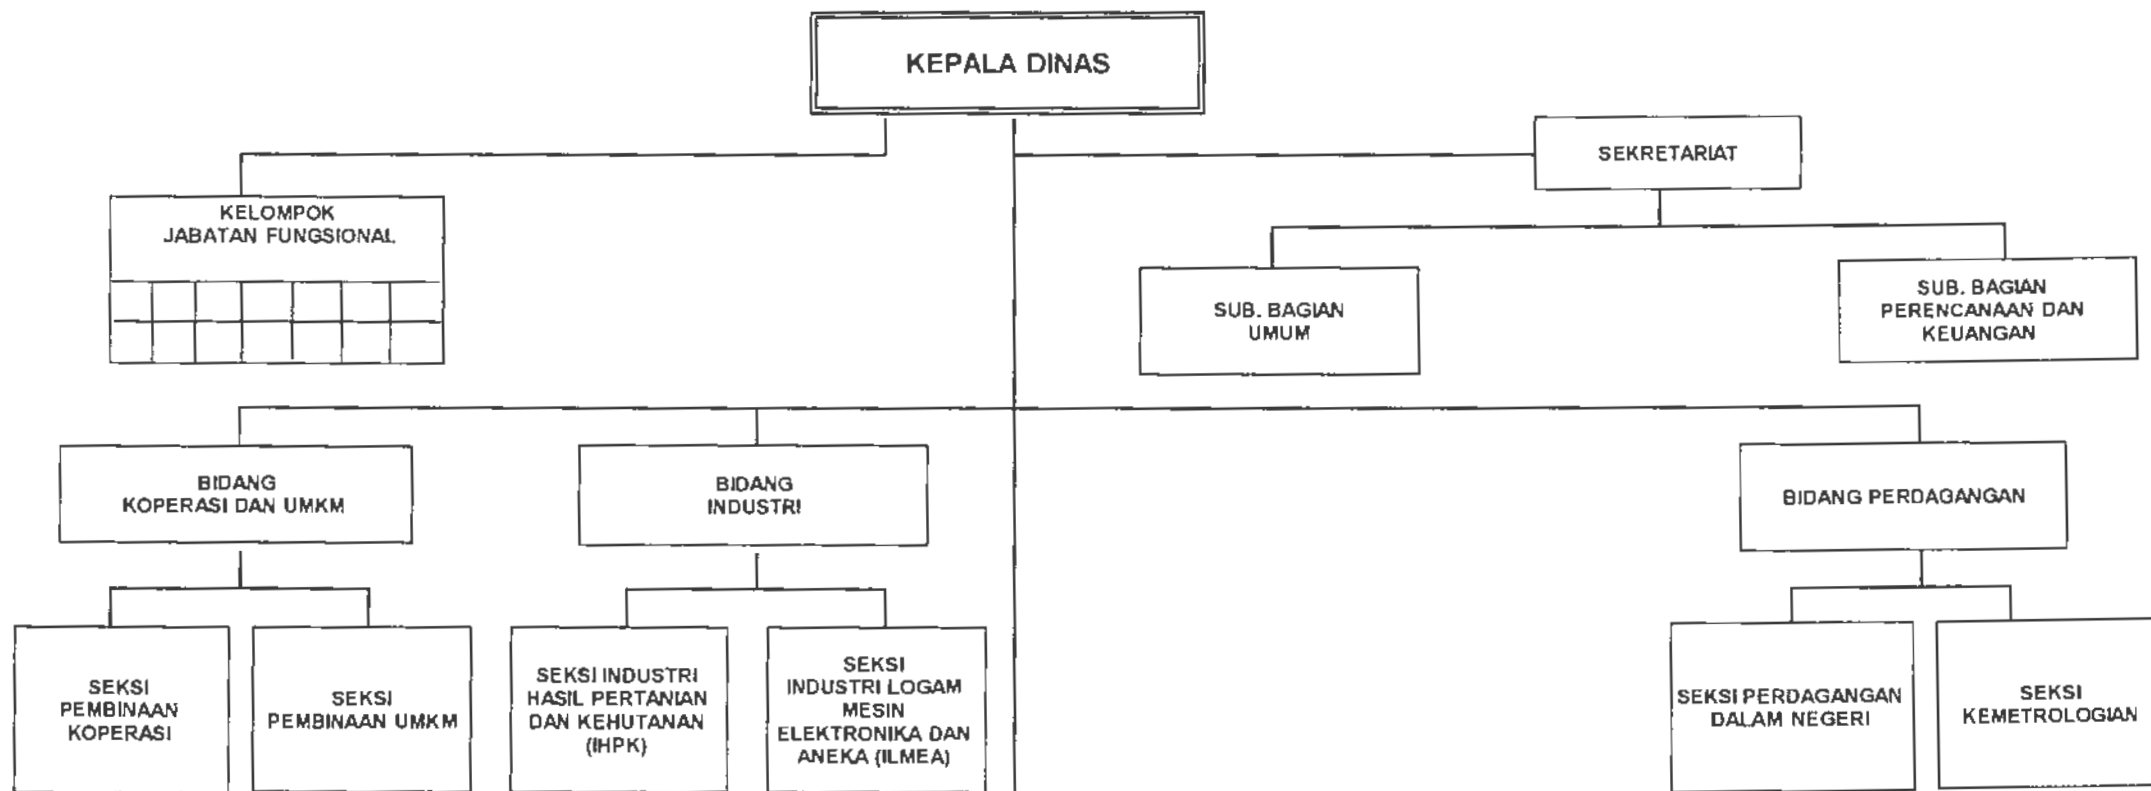 KEPALA DINAS
SEKRETARIAT
KELOMPOK
JABATAN FUNGSIONAL
SUB. BAGIAN
UMUM
SUB. BAGIAN
PERENCANAAN DAN
KEUANGAN
BIDANG
KOPERASI DAN UMKM
BIDANG
INDUSTRI
BIDANG PERDAGANGAN
SEKSI
PEMBINAAN
KOPERASI
SEKSI
PEMBINAAN UMKM
SEKSI INDUSTRI
HASIL PERTANIAN
DAN KEHUTANAN
(IHPK)
SEKSI
INDUSTRI LOGAM
MESIN
ELEKTRONIKA DAN
ANEKA (ILMEA)
SEKSI PERDAGANGAN
DALAM NEGERI
SEKSI
KEMETROLOGIAN